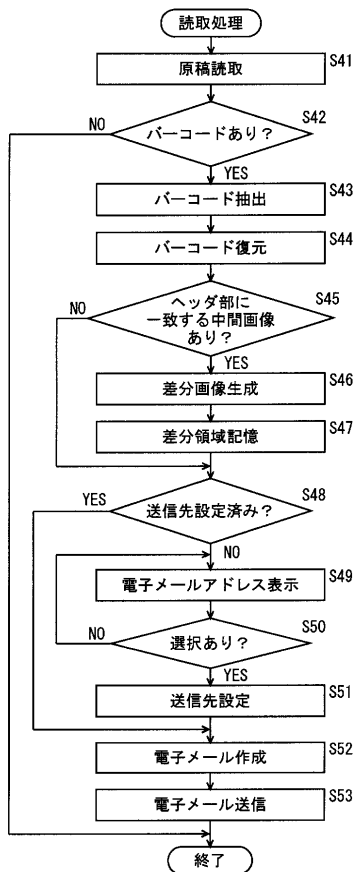 読取処理
原稿読取
S41
バーコードあり？
S42
NO
YES
バーコード抽出
S43
バーコード復元
S44
ヘッダ部に
一致する中間画像
あり？
S45
NO
YES
差分画像生成
S46
差分領域記憶
S47
送信先設定済み？
S48
YES
NO
電子メールアドレス表示
S49
選択あり？
S50
NO
YES
送信先設定
S51
電子メール作成
S52
電子メール送信
S53
終了